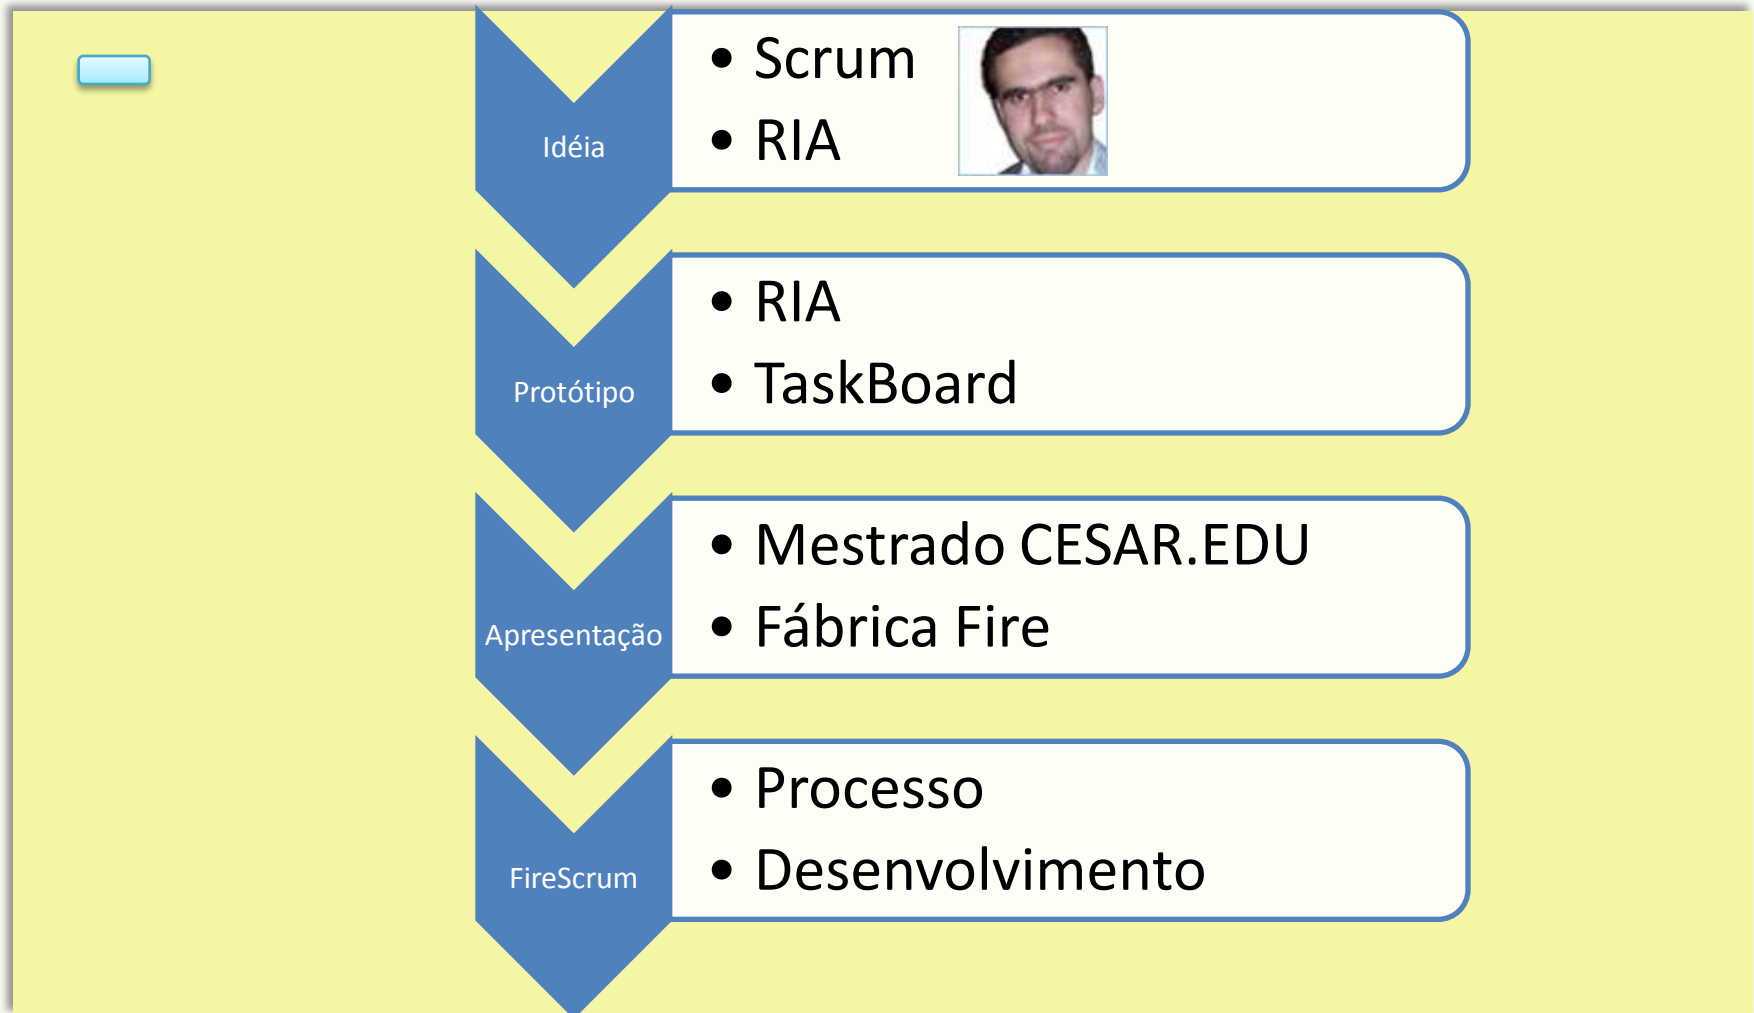 Idéia
• Scrum
• RIA
Protótipo
• RIA
• TaskBoard
Apresentação
• Mestrado CESAR.EDU
• Fábrica Fire
FireScrum
• Processo
• Desenvolvimento